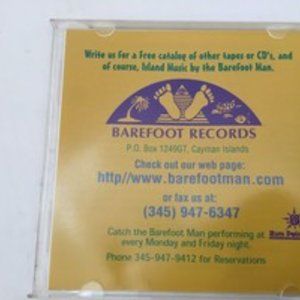 Write us for a Free catalog of other tapes or CD's, and
of course, Island Music by the Barefoot Man.
BAREFOOT RECORDS
P.O. Box 1249GT, Cayman Islands
Check out our web page:
http//www.barefootman.com
or fax us at:
(345) 947-6347
Catch the Barefoot Man performing at
every Monday and Friday night.
Phone 345-947-9412 for Reservations